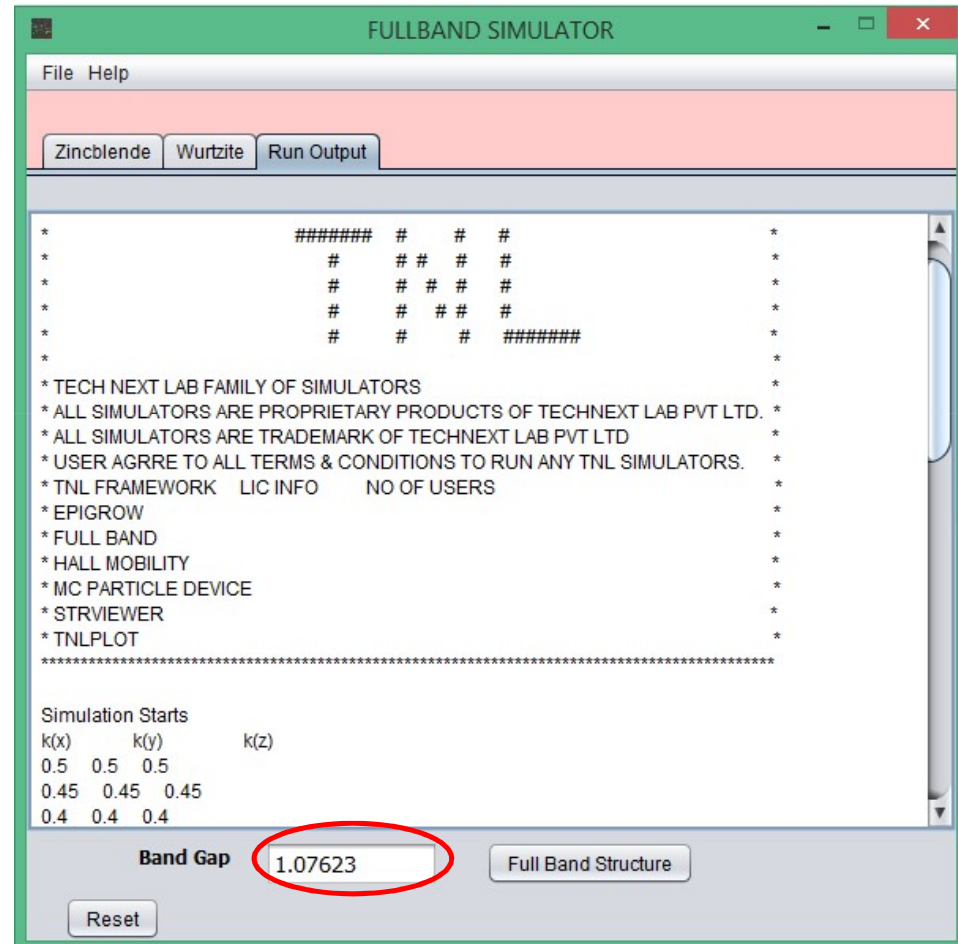 FULLBAND SIMULATOR
File Help
Zincblende Wurtzite Run Output
* ####### # # # *
* # # # # # *
* # # # # # *
* # # # # # *
* # # # ####### *
* *
* TECH NEXT LAB FAMILY OF SIMULATORS *
* ALL SIMULATORS ARE PROPRIETARY PRODUCTS OF TECHNEXT LAB PVT LTD. *
* ALL SIMULATORS ARE TRADEMARK OF TECHNEXT LAB PVT LTD *
* USER AGRRE TO ALL TERMS & CONDITIONS TO RUN ANY TNL SIMULATORS. *
* TNL FRAMEWORK LIC INFO NO OF USERS *
* EPIGROW *
* FULL BAND *
* HALL MOBILITY *
* MC PARTICLE DEVICE *
* STRVIEWER *
* TNLPLOT *
*********************************************************************************************
Simulation Starts
k(x) k(y) k(z)
0.5 0.5 0.5
0.45 0.45 0.45
0.4 0.4 0.4
Band Gap 1.07623 Full Band Structure
Reset